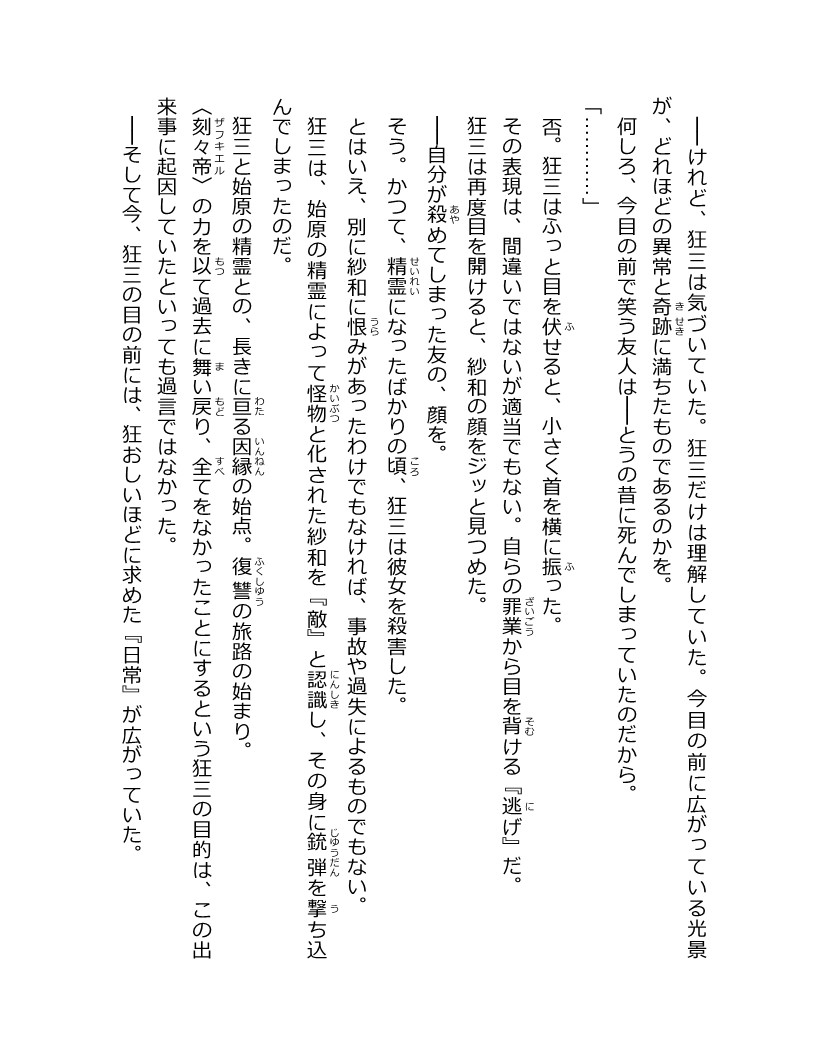 ――けれど、狂三は気づいていた。狂三だけは理解していた。今目の前に広がっている光景
が、どれほどの異常と奇跡に満ちたものであるのかを。
何しろ、今目の前で笑う友人は――とうの昔に死んでしまっていたのだから。
「…………」
否。狂三はふっと目を伏せると、小さく首を横に振った。
その表現は、間違いではないが適当でもない。自らの罪業から目を背ける『逃げ』だ。
狂三は再度目を開けると、紗和の顔をジッと見つめた。
――自分が殺めてしまった友の、顔を。
そう。かつて、精霊になったばかりの頃、狂三は彼女を殺害した。
とはいえ、別に紗和に恨みがあったわけでもなければ、事故や過失によるものでもない。
狂三は、始原の精霊によって怪物と化された紗和を『敵』と認識し、その身に銃弾を撃ち込
んでしまったのだ。
狂三と始原の精霊との、長きに亘る因縁の始点。復讐の旅路の始まり。
〈刻々帝〉の力を以て過去に舞い戻り、全てをなかったことにするという狂三の目的は、この出
来事に起因していたといっても過言ではなかった。
――そして今、狂三の目の前には、狂おしいほどに求めた『日常』が広がっていた。